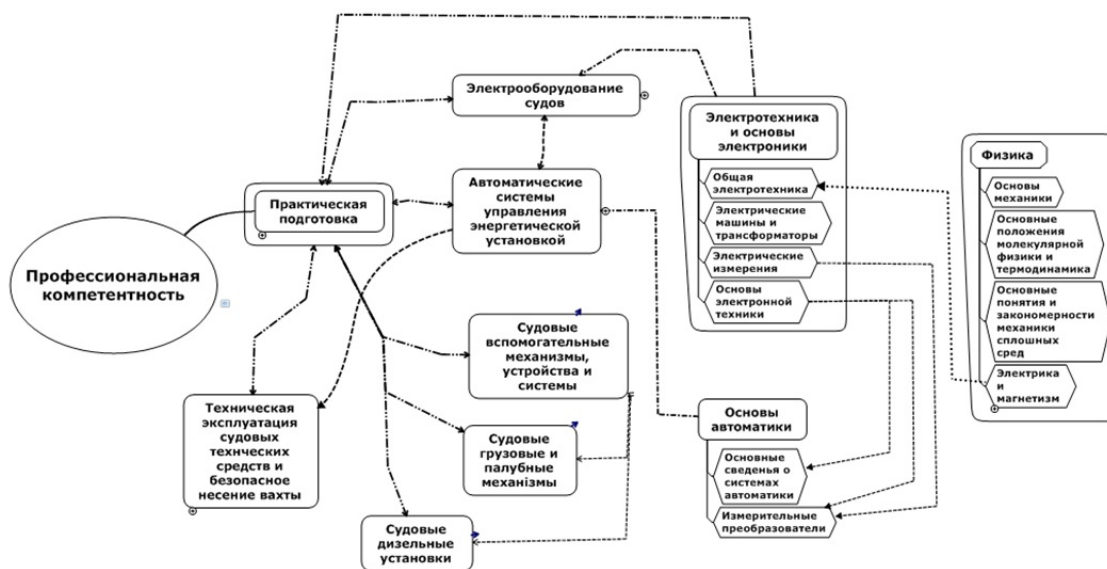 Профессиональная
компетентность
Практическая
подготовка
Электрооборудование
судов
Автоматические
системы
управления
энергетической
установкой
Техническая
эксплуатация
судовых
технческих
средств и
безопасное
несение вахты
Судовые
вспомогательные
механизмы,
устройства и
системы
Судовые
грузовые и
палубные
механізмы
Судовые
дизельные
установки
Электротехника
и основы
электроники
Общая
электротехника
Электрические
машины и
трансформаторы
Электрические
измерения
Основы
электронной
техники
Основы
автоматики
Основные
сведенья о
системах
автоматики
Измерительные
преобразователи
Физика
Основы
механики
Основные
положения
молекулярной
физики и
термодинамика
Основные
понятия и
закономерности
механики
сплошных
сред
Электрика
и
магнетизм